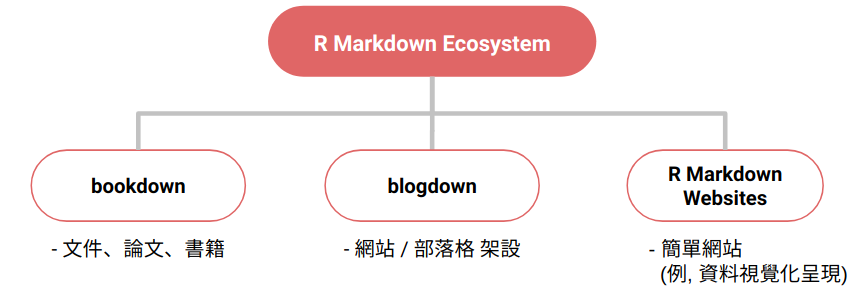 R Markdown Ecosystem
bookdown
blogdown
R Markdown
Websites
- 文件、論文、書籍
- 網站 / 部落格 架設
- 簡單網站
(例, 資料視覺化呈現)